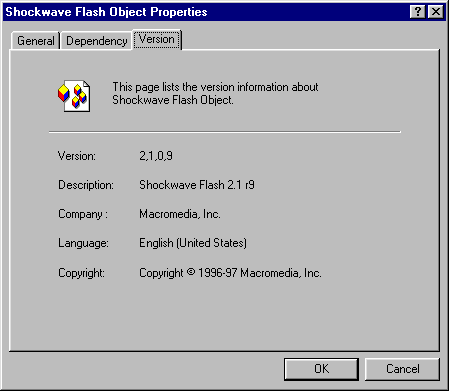 Shockwave Flash Object Properties
General Dependency Version
This page lists the version information about
Shockwave Flash Object.
Version: 2,1,0,9
Description: Shockwave Flash 2.1 r9
Company : Macromedia, Inc.
Language: English (United States)
Copyright: Copyright © 1996-97 Macromedia, Inc.
OK Cancel